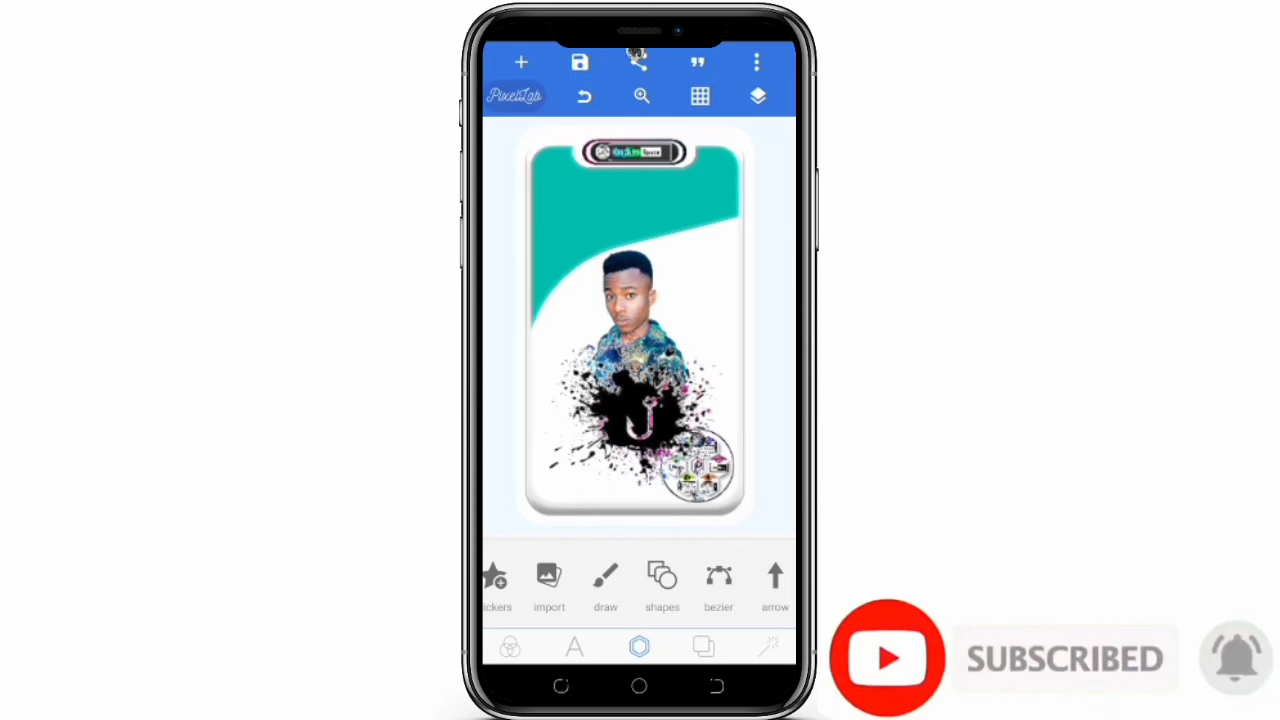 PixelLab
ickers
import
draw
shapes
bezier
arrow
SUBSCRIBED